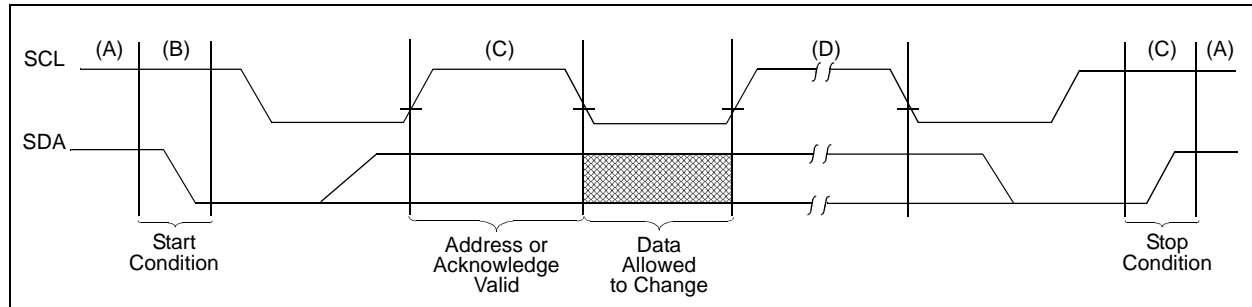 (A) (B) (C) (D) (C) (A)
SCL
SDA
Start
Condition
Address or
Acknowledge
Valid
Data
Allowed
to Change
Stop
Condition